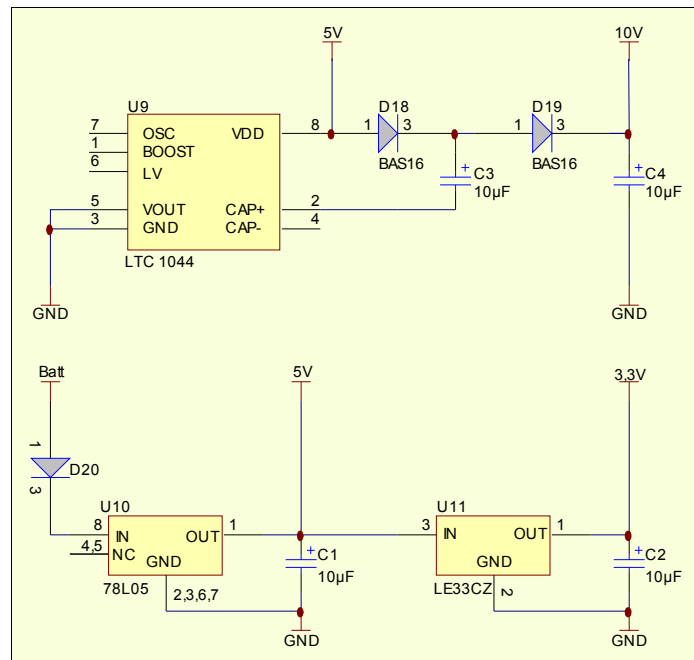 5V
10V
U9
D18
D19
7 OSC VDD 8
1 BOOST
6 LV
1 3
BAS16
1 3
BAS16
C3
+
10µF
C4
+
10µF
5 VOUT CAP+ 2
3 GND CAP- 4
LTC 1044
GND
GND
Batt
5V
3,3V
1
D20
3
U10
8 IN OUT 1
4,5 NC
GND
78L05
2,3,6,7
C1
+
10µF
GND
U11
3 IN OUT 1
GND
LE33CZ
2
C2
+
10µF
GND